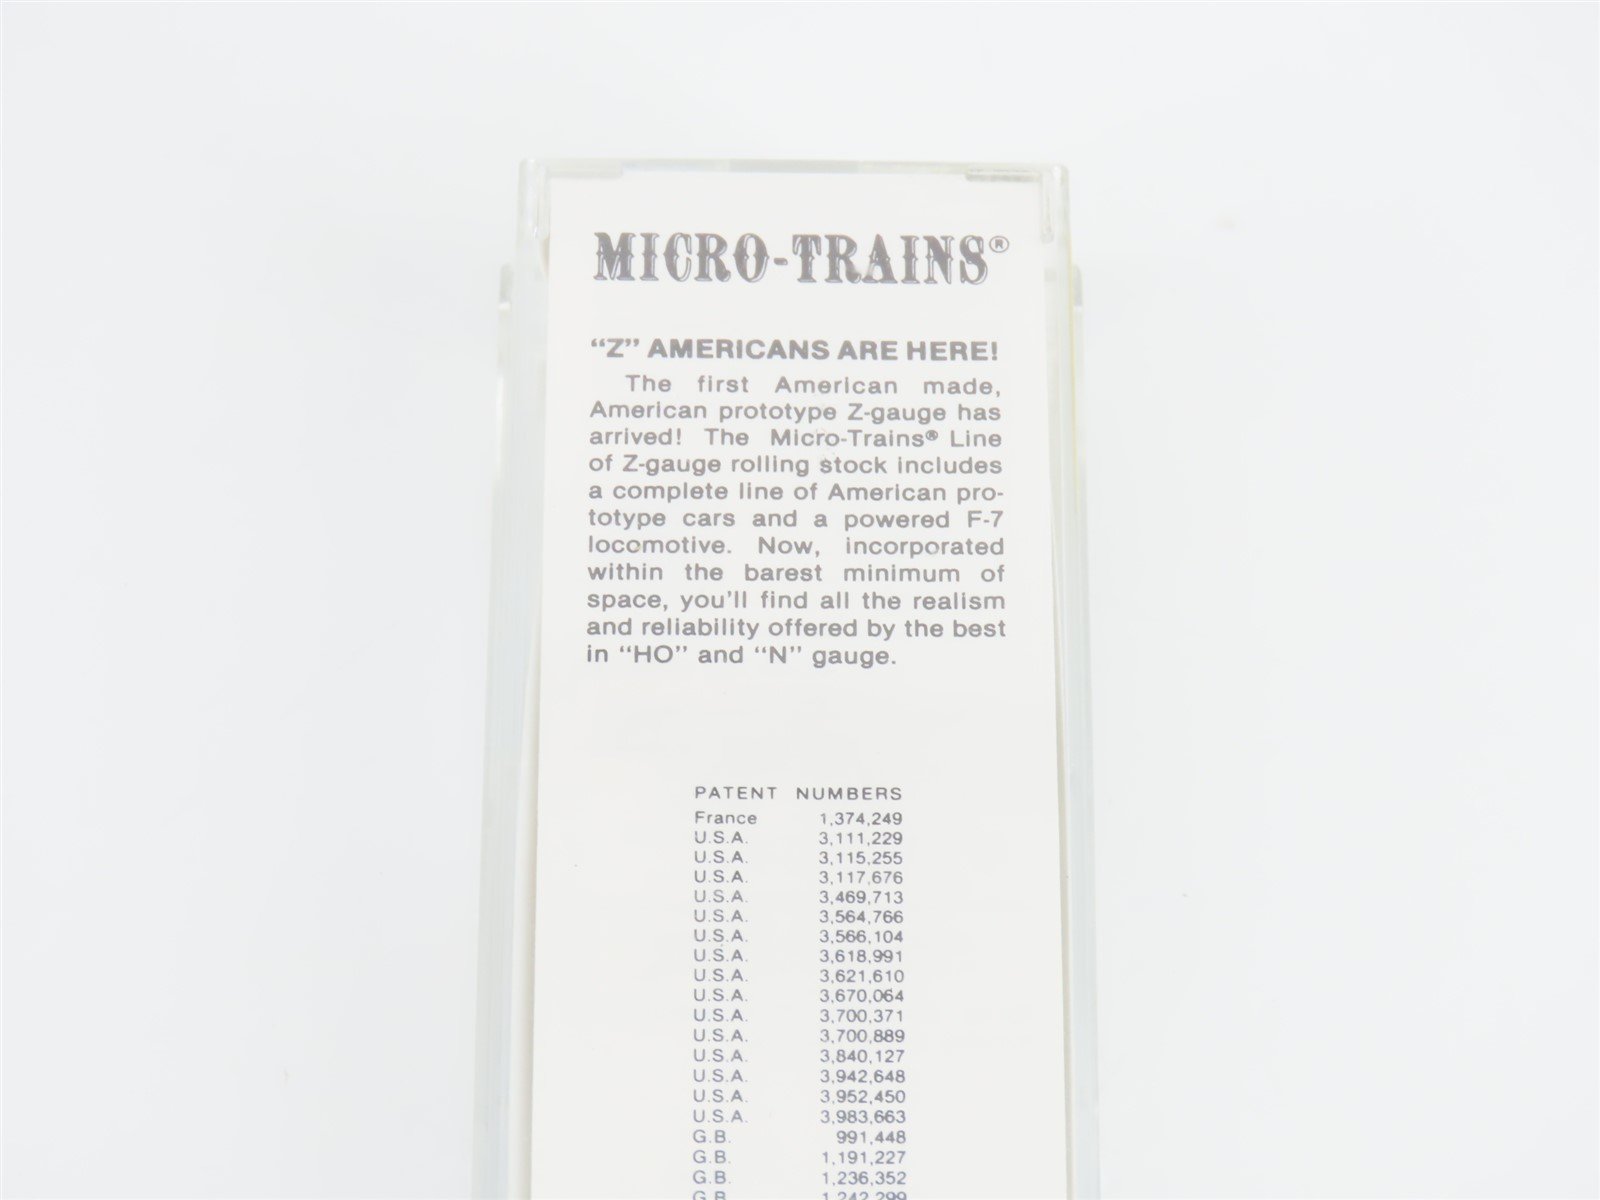 MICRO-TRAINS®
“Z” AMERICANS ARE HERE!
The first American made,
American prototype Z-gauge has
arrived! The Micro-Trains® Line
of Z-gauge rolling stock includes
a complete line of American pro-
totype cars and a powered F-7
locomotive. Now, incorporated
within the barest minimum of
space, you'll find all the realism
and reliability offered by the best
in “HO” and “N” gauge.
PATENT NUMBERS
France 1,374,249
U.S.A. 3,111,229
U.S.A. 3,115,255
U.S.A. 3,117,676
U.S.A. 3,469,713
U.S.A. 3,564,766
U.S.A. 3,566,104
U.S.A. 3,618,991
U.S.A. 3,621,610
U.S.A. 3,670,064
U.S.A. 3,700,371
U.S.A. 3,700,889
U.S.A. 3,840,127
U.S.A. 3,942,648
U.S.A. 3,952,450
U.S.A. 3,983,663
G.B. 991,448
G.B. 1,191,227
G.B. 1,236,352
G.B. 1,242,299